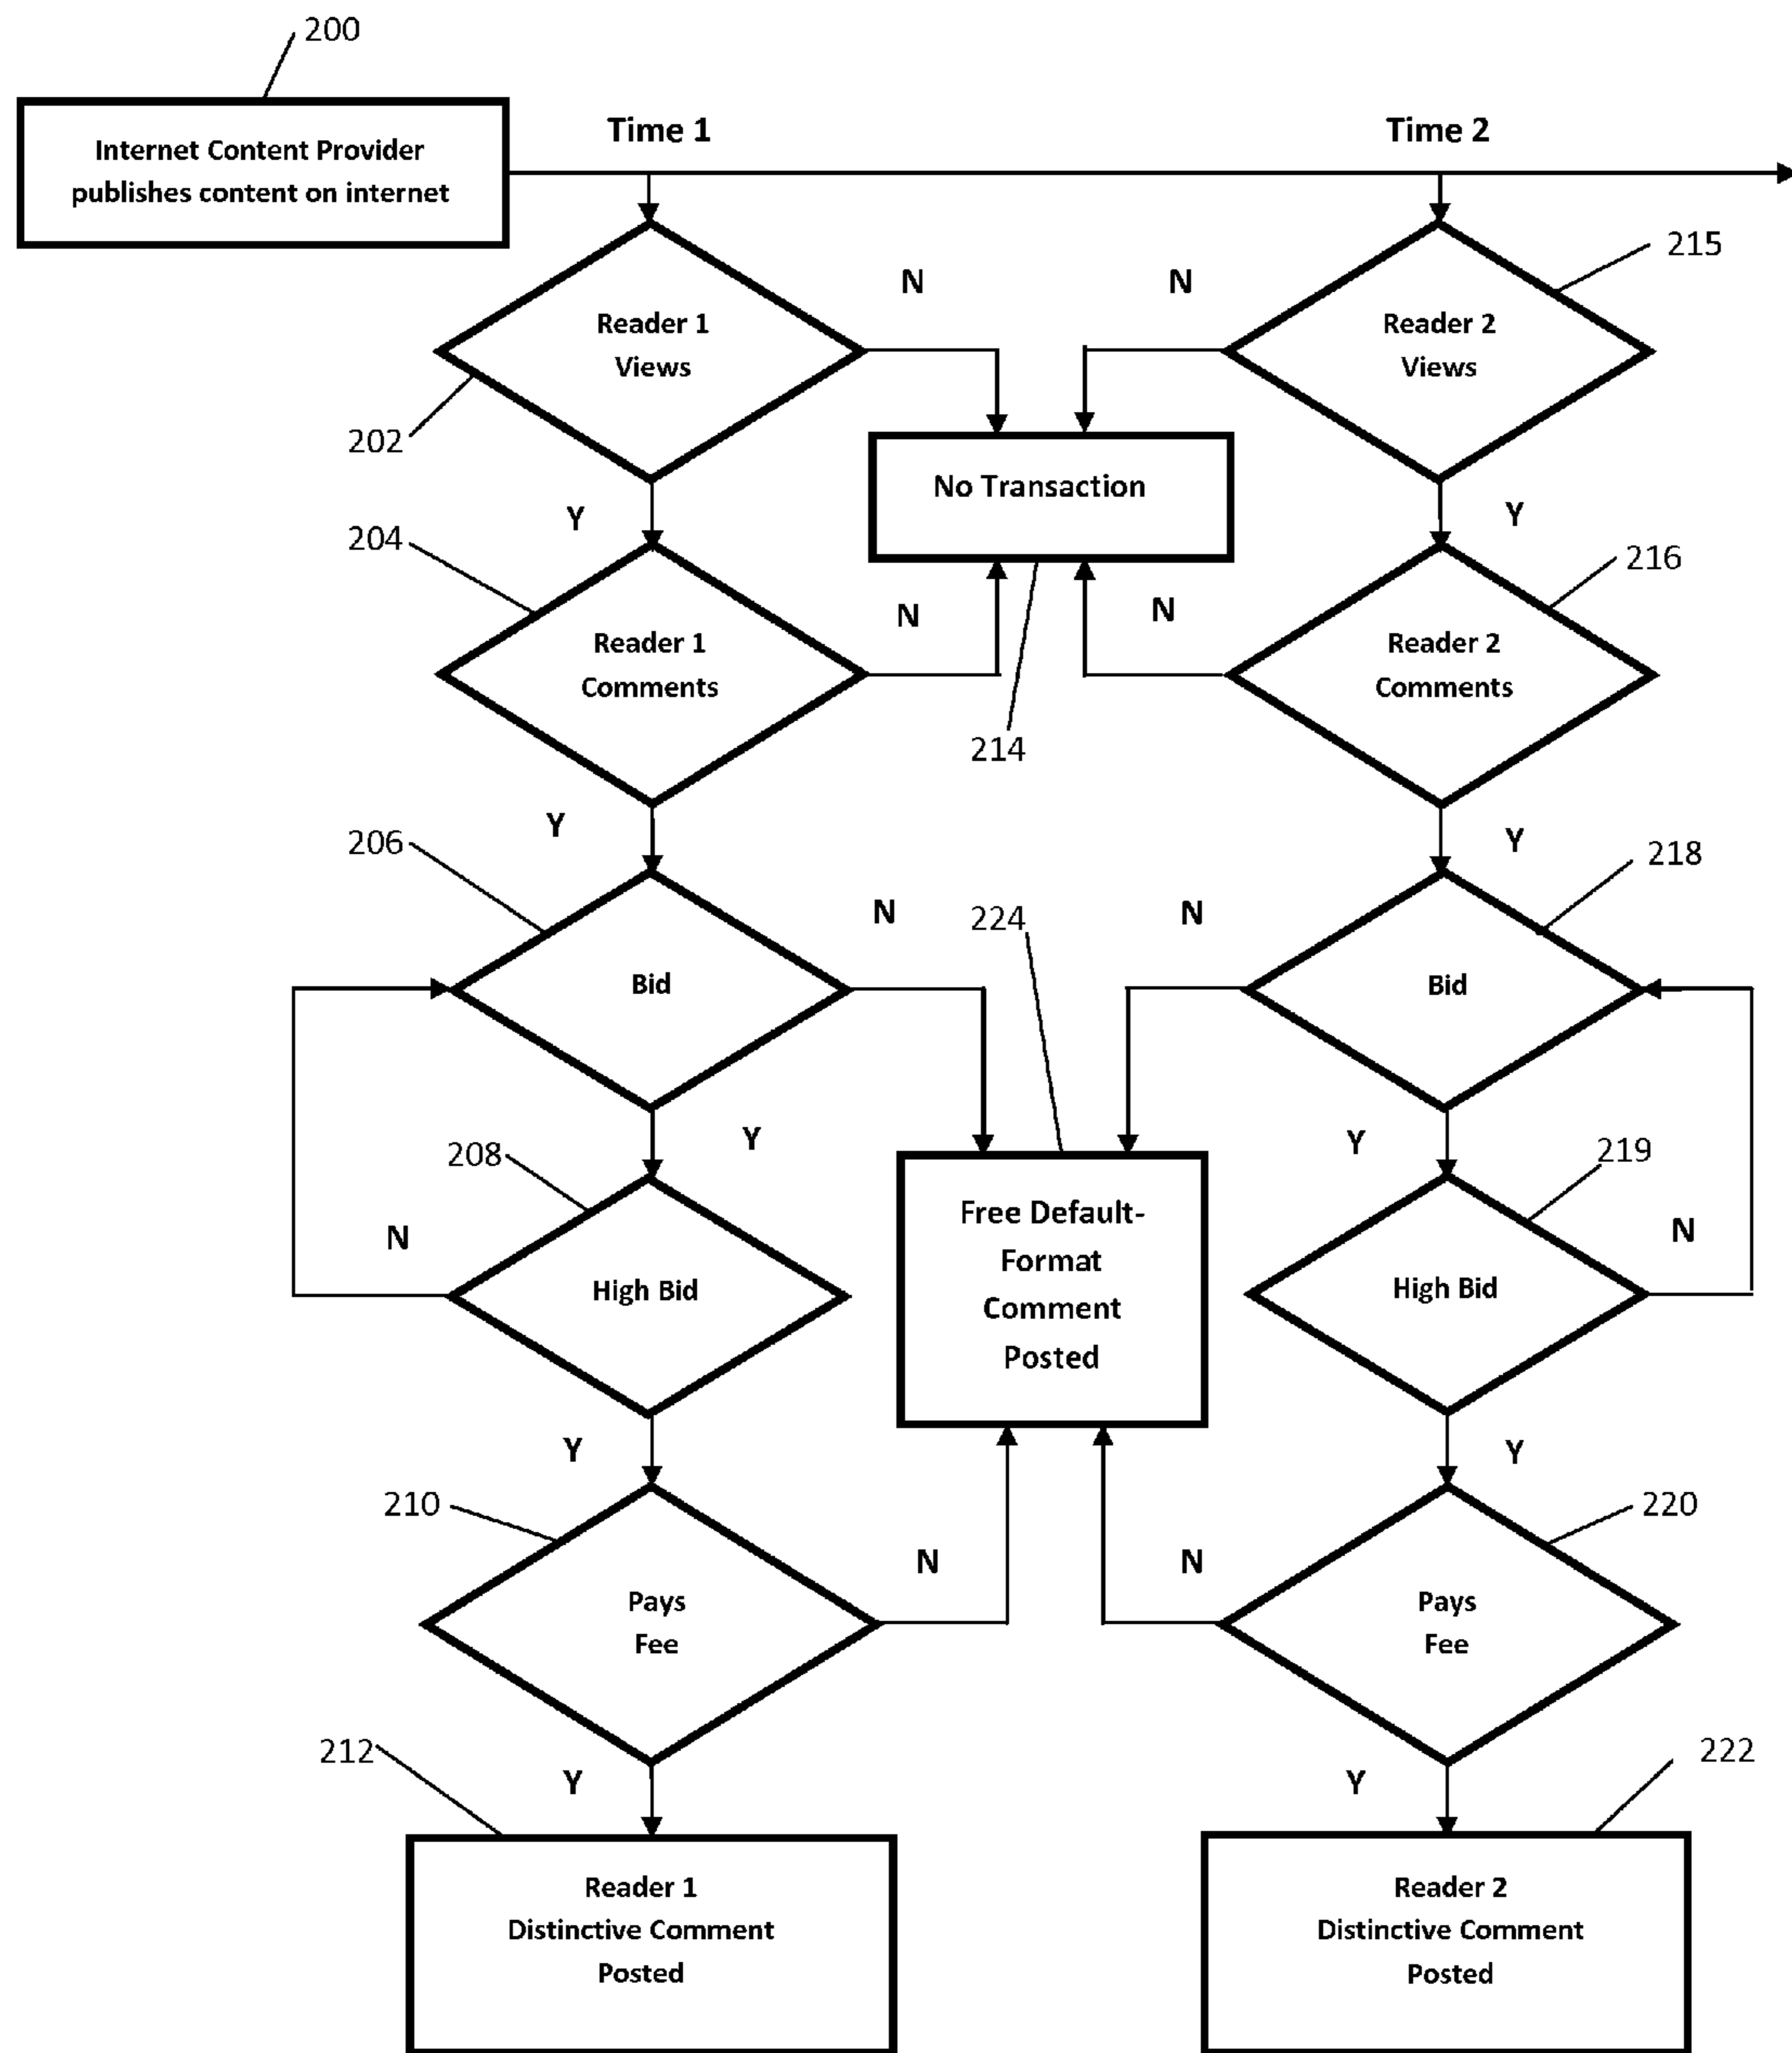 200
Internet Content Provider
publishes content on internet
Time 1
Time 2
215
N
N
Reader 1
Views
Reader 2
Views
202
No Transaction
Y
Y
204
216
N
N
Reader 1
Comments
Reader 2
Comments
214
Y
Y
206
218
224
N
N
Bid
Bid
Y
Y
208
219
Free Default-
Format
Comment
Posted
N
N
High Bid
High Bid
Y
Y
210
220
N
N
Pays
Fee
Pays
Fee
212
222
Y
Y
Reader 1
Distinctive Comment
Posted
Reader 2
Distinctive Comment
Posted